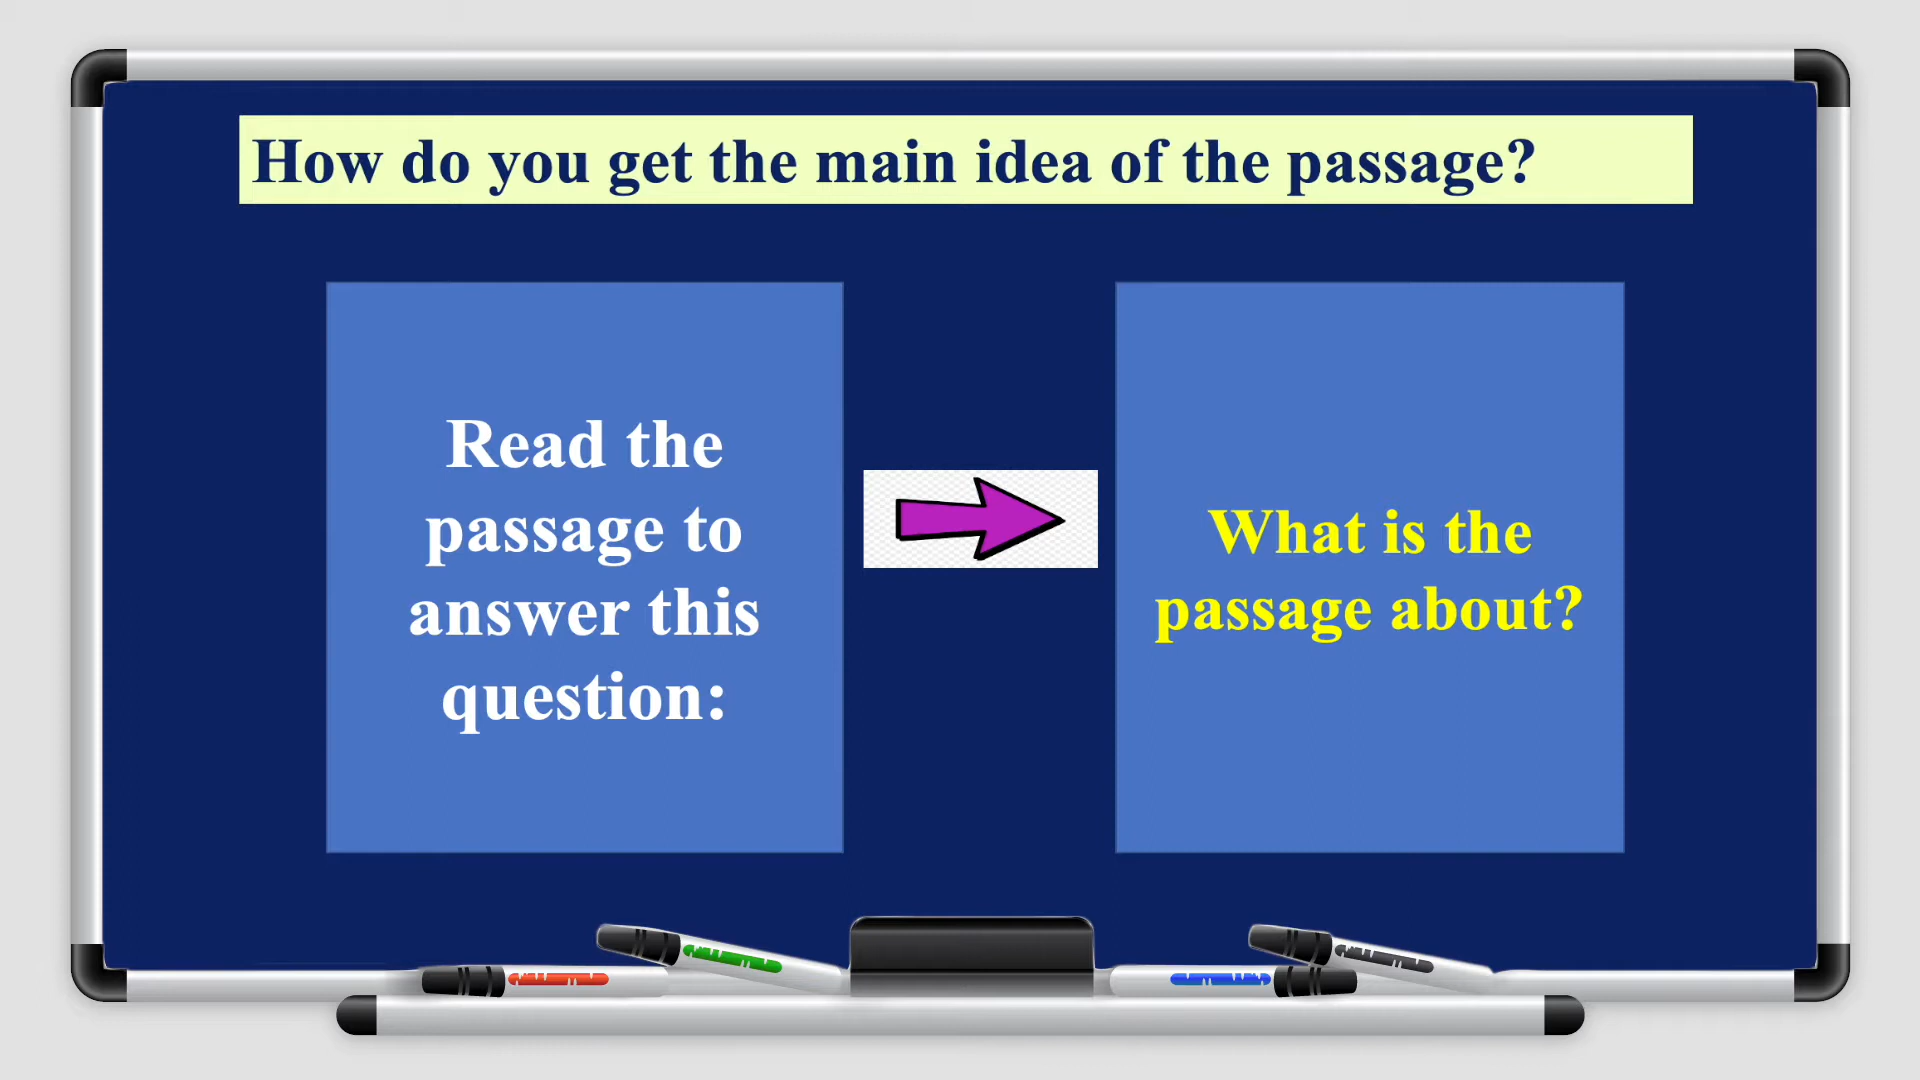 How do you get the main idea of the passage?
Read the
passage to
answer this
question:
What is the
passage about?